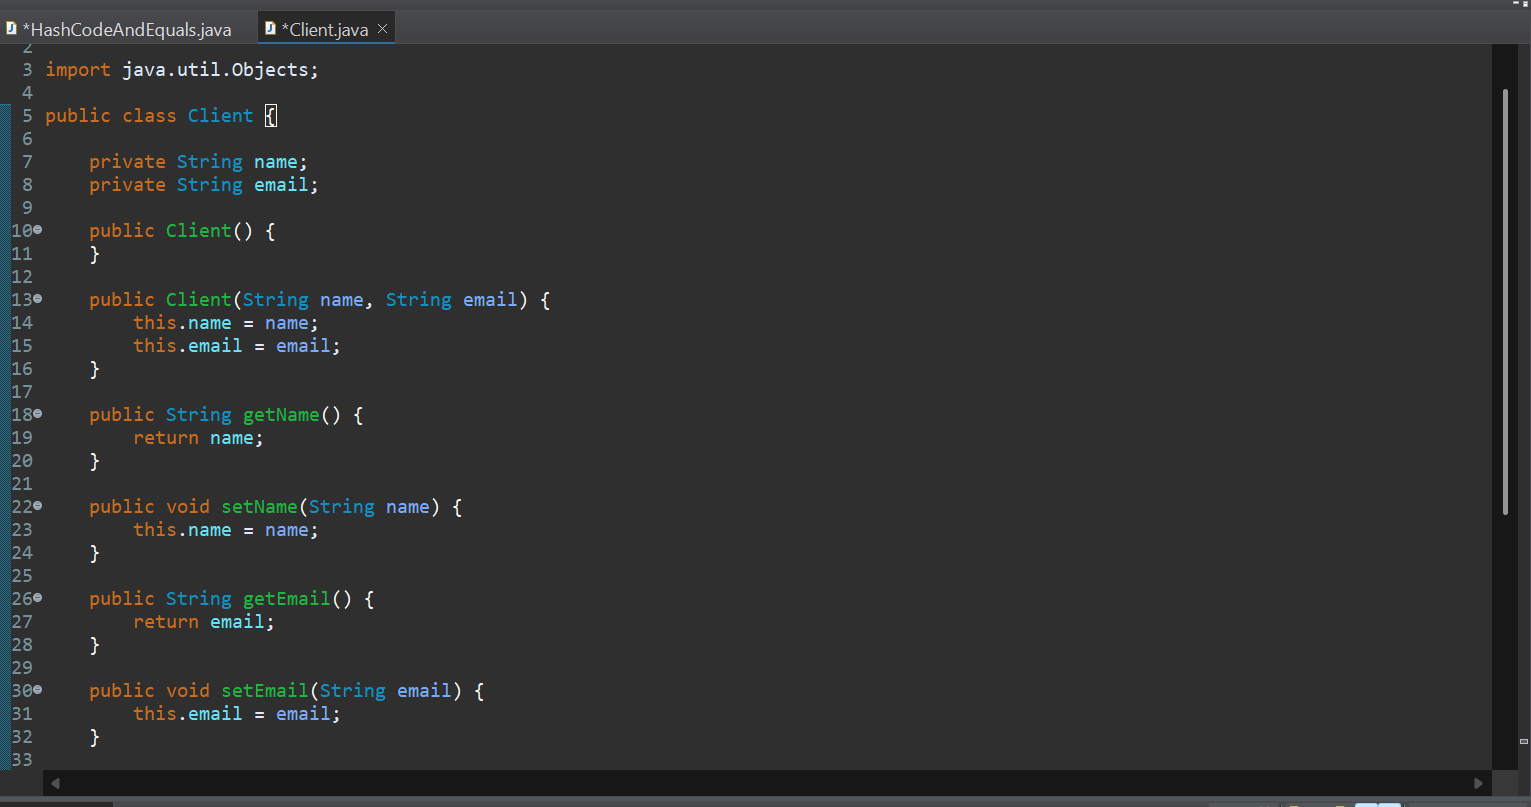 *HashCodeAndEquals.java *Client.java
2
3 import java.util.Objects;
4
5 public class Client {
6
7 private String name;
8 private String email;
9
10 public Client() {
11 }
12
13 public Client(String name, String email) {
14 this.name = name;
15 this.email = email;
16 }
17
18 public String getName() {
19 return name;
20 }
21
22 public void setName(String name) {
23 this.name = name;
24 }
25
26 public String getEmail() {
27 return email;
28 }
29
30 public void setEmail(String email) {
31 this.email = email;
32 }
33